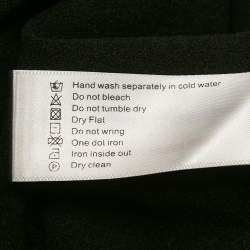 Hand wash separately in cold water
Do not bleach
Do not tumble dry
Dry Flat
Do not wring
One dot iron
Iron inside out
P Dry clean